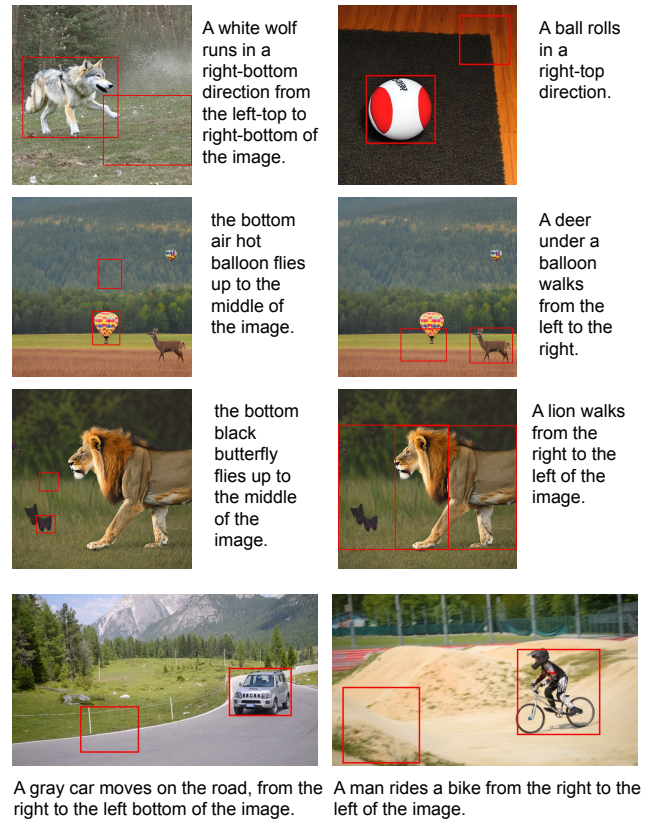 A white wolf
runs in a
right-bottom
direction from
the left-top to
right-bottom of
the image.
A ball rolls
in a
right-top
direction.
the bottom
air hot
balloon flies
up to the
middle of
the image.
A deer
under a
balloon
walks
from the
left to the
right.
the bottom
black
butterfly
flies up to
the middle
of the
image.
A lion walks
from the
right to the
left of the
image.
A gray car moves on the road, from the
right to the left bottom of the image.
A man rides a bike from the right to the
left of the image.